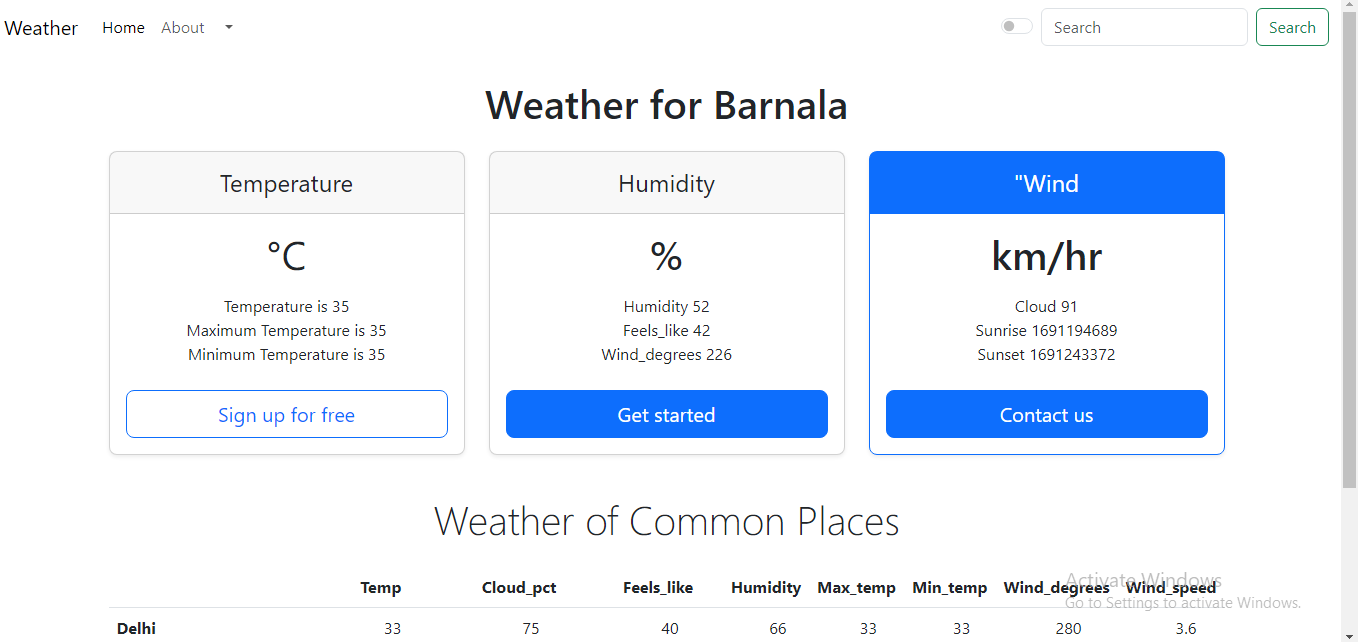 Weather Home About Search Search
Weather for Barnala
Temperature
°C
Temperature is 35
Maximum Temperature is 35
Minimum Temperature is 35
Sign up for free
Humidity
%
Humidity 52
Feels_like 42
Wind_degrees 226
Get started
"Wind
km/hr
Cloud 91
Sunrise 1691194689
Sunset 1691243372
Contact us
Weather of Common Places
Temp Cloud_pct Feels_like Humidity Max_temp Min_temp Wind_degrees Wind_speed
Delhi 33 75 40 66 33 33 280 3.6
Activate Windows
Go to Settings to activate Windows.